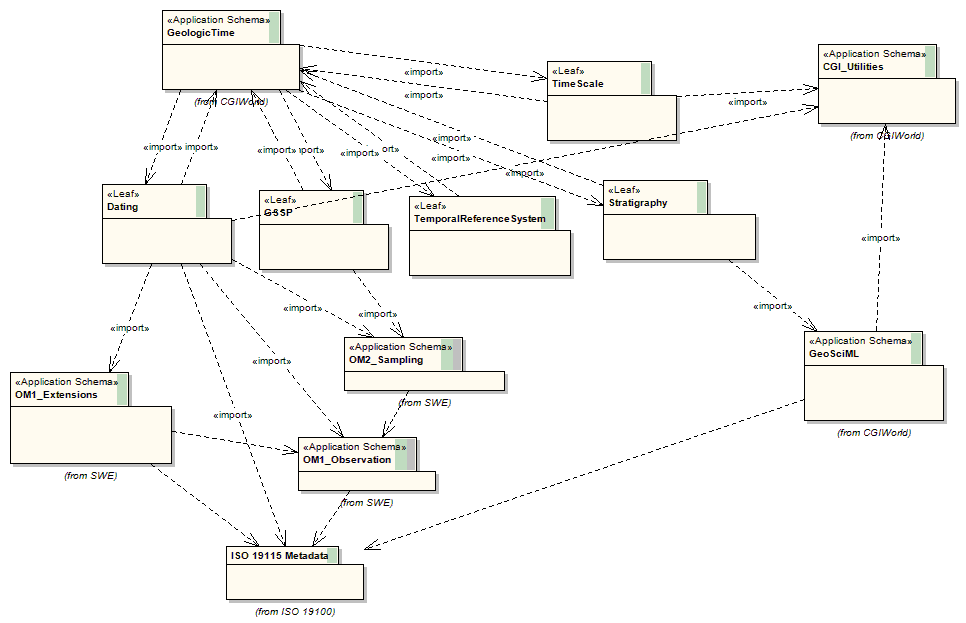 «Application Schema»
GeologicTime
(from CGIWorld)
«Application Schema»
CGI_Utilities
(from CGIWorld)
«Leaf»
TimeScale
«import»
«import»
«import»
«import»
«import»
«import»
«import»
import»
«import»
port»
«import»
ort»
«Leaf»
Dating
«Leaf»
GSSP
«Leaf»
TemporalReferenceSystem
«Leaf»
Stratigraphy
«import»
«import»
«import»
«import»
«import»
«import»
«import»
«Application Schema»
OM2_Sampling
(from SWE)
«Application Schema»
GeoSciML
(from CGIWorld)
«Application Schema»
OM1_Extensions
(from SWE)
«import»
«Application Schema»
OM1_Observation
(from SWE)
ISO 19115 Metadata
(from ISO 19100)